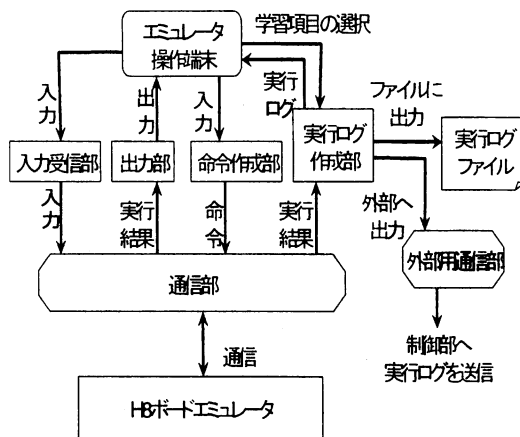 エミュレータ
操作端末
学習項目の選択
入力
出力
入力
実行
ログ
ファイルに
出力
入力受信部
出力部
命令作成部
実行ログ
作成部
実行ログ
ファイル
入力
実行
結果
命令
実行
結果
外部へ
出力
通信部
外部用通信部
通信
制御部へ
実行ログを送信
H8ボードエミュレータ